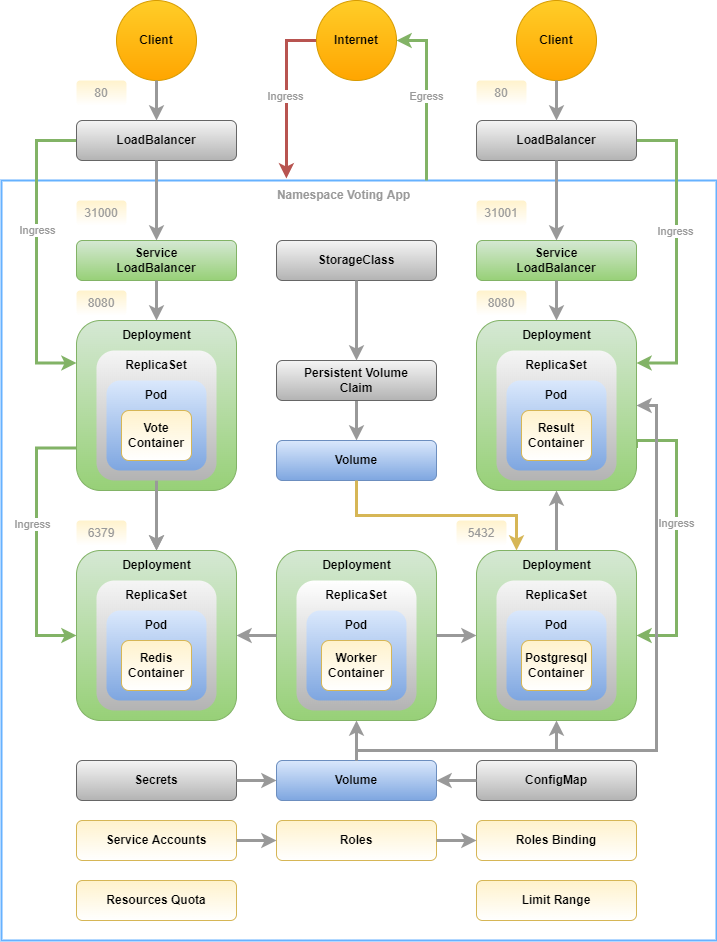 Client
Internet
Client
80
Ingress
Egress
80
LoadBalancer
LoadBalancer
Namespace Voting App
31000
31001
Ingress
Ingress
Service
LoadBalancer
StorageClass
Service
LoadBalancer
8080
8080
Deployment
ReplicaSet
Pod
Vote
Container
Persistent Volume
Claim
Volume
Deployment
ReplicaSet
Pod
Result
Container
Ingress
6379
5432
Ingress
Deployment
ReplicaSet
Pod
Redis
Container
Deployment
ReplicaSet
Pod
Worker
Container
Deployment
ReplicaSet
Pod
Postgresql
Container
Secrets
Volume
ConfigMap
Service Accounts
Roles
Roles Binding
Resources Quota
Limit Range